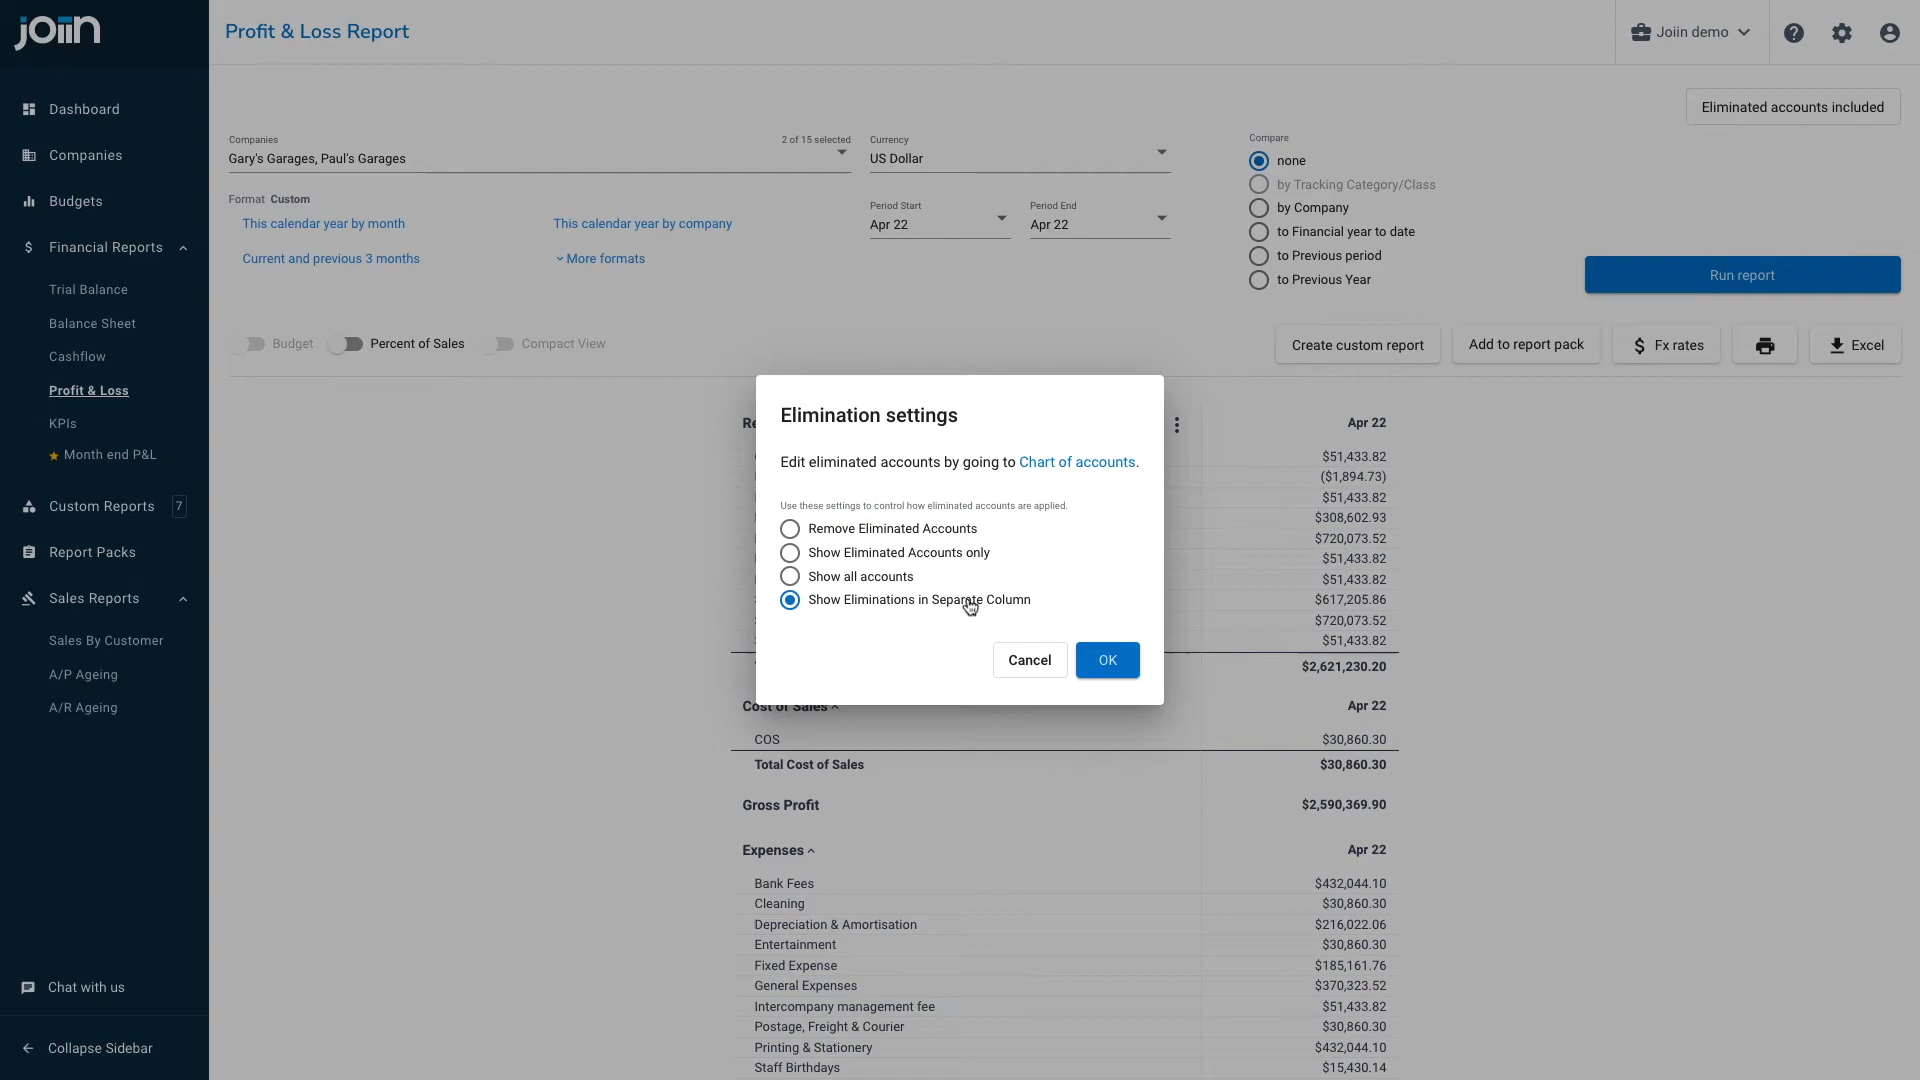 joiin
Profit & Loss Report
Joiin demo
Dashboard
Companies
Budgets
Financial Reports
Trial Balance
Balance Sheet
Cashflow
Profit & Loss
KPIs
Month end P&L
Custom Reports 7
Report Packs
Sales Reports
Sales By Customer
A/P Ageing
A/R Ageing
Chat with us
Collapse Sidebar
Eliminated accounts included
Companies 2 of 15 selected
Gary's Garages, Paul's Garages
Currency
US Dollar
Format Custom
This calendar year by month
This calendar year by company
Current and previous 3 months
More formats
Period Start
Apr 22
Period End
Apr 22
Compare
none
by Tracking Category/Class
by Company
to Financial year to date
to Previous period
to Previous Year
Run report
Budget
Percent of Sales
Compact View
Create custom report
Add to report pack
$ Fx rates
Excel
Elimination settings
Edit eliminated accounts by going to Chart of accounts.
Use these settings to control how eliminated accounts are applied.
Remove Eliminated Accounts
Show Eliminated Accounts only
Show all accounts
Show Eliminations in Separate Column
Cancel
OK
Re
Apr 22
$51,433.82
($1,894.73)
$51,433.82
$308,602.93
$720,073.52
$51,433.82
$51,433.82
$617,205.86
$720,073.52
$51,433.82
$2,621,230.20
Cost of Sales Apr 22
COS $30,860.30
Total Cost of Sales $30,860.30
Gross Profit $2,590,369.90
Expenses Apr 22
Bank Fees $432,044.10
Cleaning $30,860.30
Depreciation & Amortisation $216,022.06
Entertainment $30,860.30
Fixed Expense $185,161.76
General Expenses $370,323.52
Intercompany management fee $51,433.82
Postage, Freight & Courier $30,860.30
Printing & Stationery $432,044.10
Staff Birthdays $15,430.14